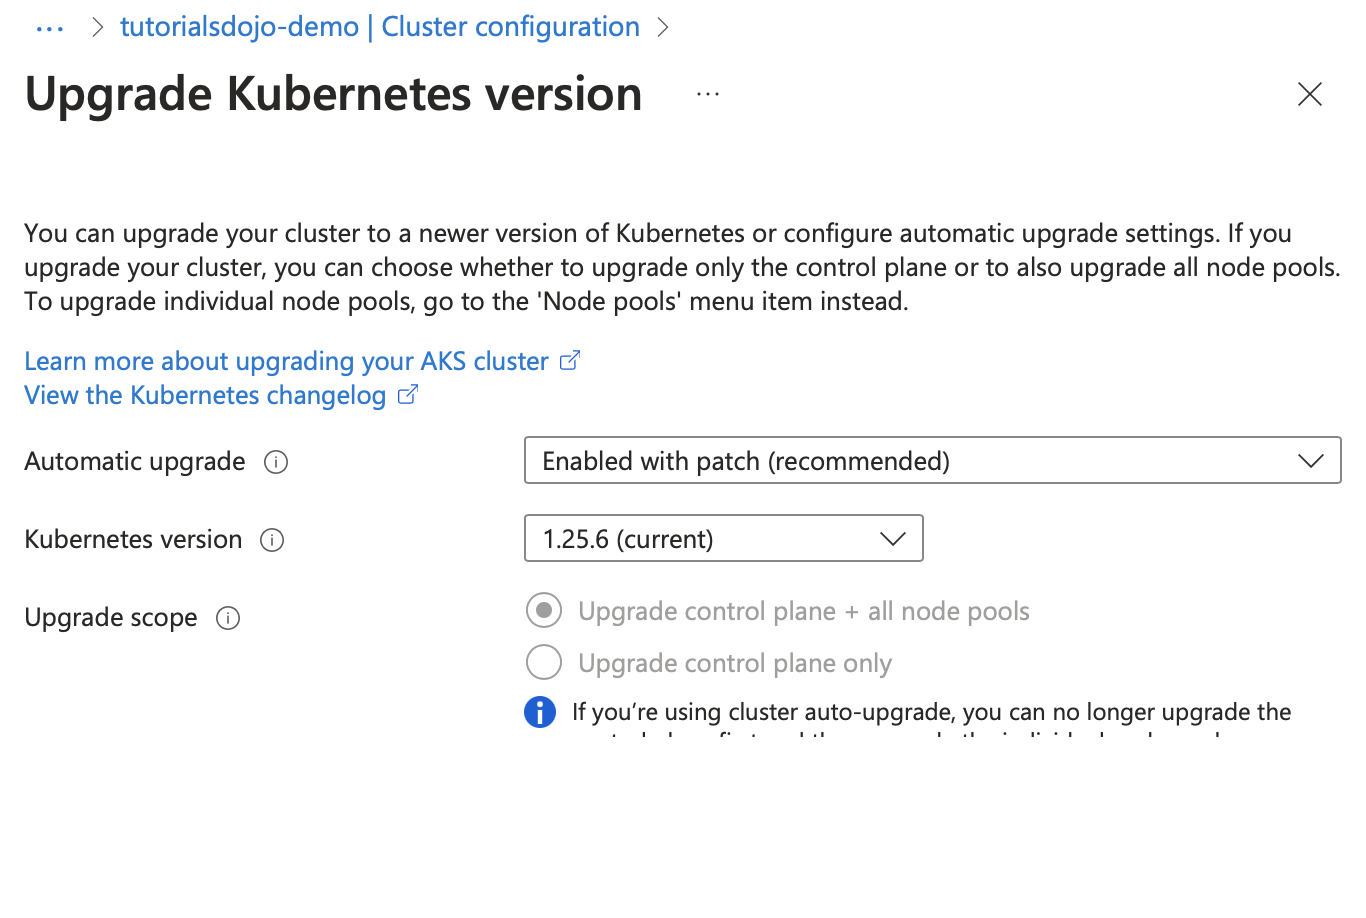 tutorialsdojo-demo | Cluster configuration
Upgrade Kubernetes version
You can upgrade your cluster to a newer version of Kubernetes or configure automatic upgrade settings. If you
upgrade your cluster, you can choose whether to upgrade only the control plane or to also upgrade all node pools.
To upgrade individual node pools, go to the 'Node pools' menu item instead.
Learn more about upgrading your AKS cluster
View the Kubernetes changelog
Automatic upgrade
Enabled with patch (recommended)
Kubernetes version
1.25.6 (current)
Upgrade scope
Upgrade control plane + all node pools
Upgrade control plane only
If you’re using cluster auto-upgrade, you can no longer upgrade the